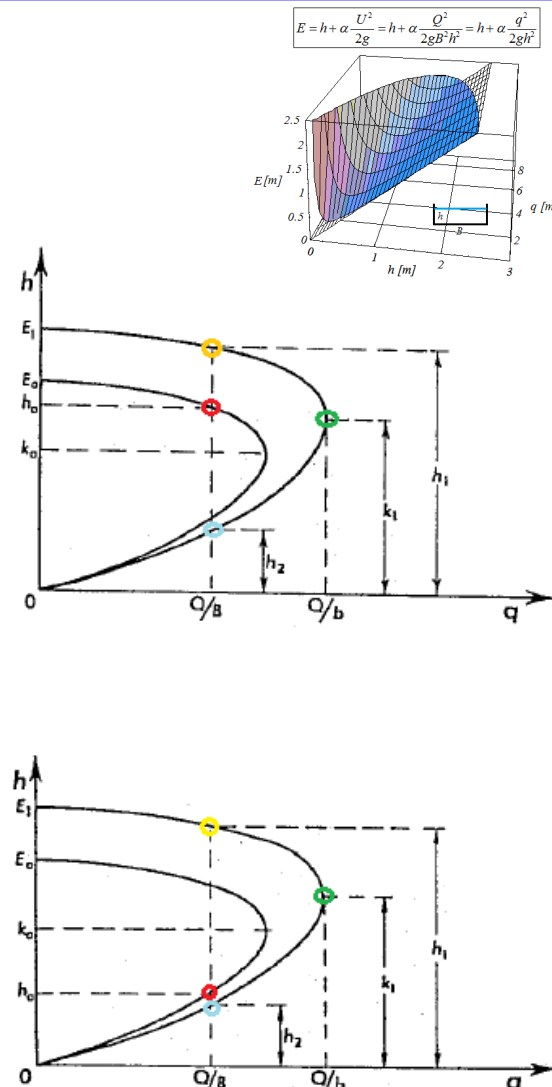 E = h + α U²/2g = h + α Q²/2gB²h² = h + α q²/2gh²
2.5
2
1.5
1
0.5
0
E [m]
0
1
2
3
h [m]
8
6
4
2
q [m
h
B
h
E₁
E₀
h₀
k₀
0
h₂
k₁
h₁
Q/B
Q/b
q
h
E₁
E₀
k₀
h₀
0
h₂
k₁
h₁
Q/B
Q/b
q